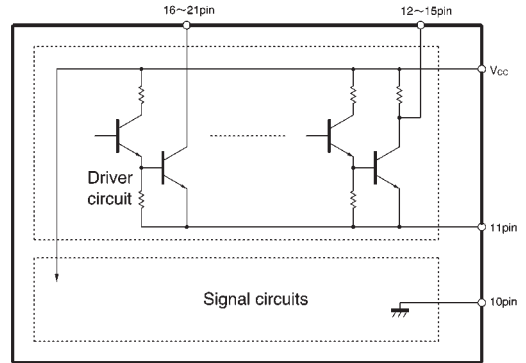 16～21pin
12～15pin
Vcc
Driver
circuit
11pin
Signal circuits
10pin